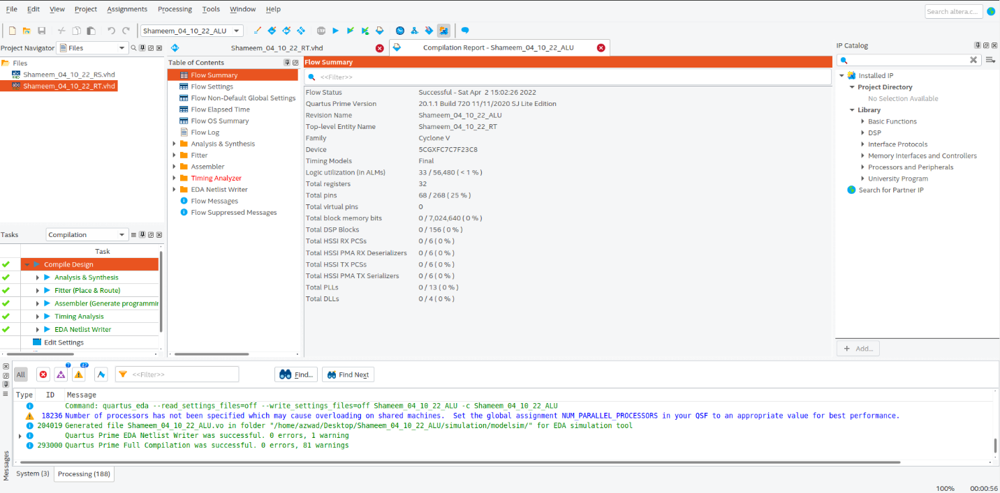 File Edit View Project Assignments Processing Tools Window Help
Search altera.c...
Shameem_04_10_22_ALU
Project Navigator Files
Files
Shameem_04_10_22_RS.vhd
Shameem_04_10_22_RT.vhd
Tasks Compilation
Task
Compile Design
Analysis & Synthesis
Fitter (Place & Route)
Assembler (Generate programmin
Timing Analysis
EDA Netlist Writer
Edit Settings
Shameem_04_10_22_RT.vhd
Compilation Report - Shameem_04_10_22_ALU
Table of Contents
Flow Summary
Flow Settings
Flow Non-Default Global Settings
Flow Elapsed Time
Flow OS Summary
Flow Log
Analysis & Synthesis
Fitter
Assembler
Timing Analyzer
EDA Netlist Writer
Flow Messages
Flow Suppressed Messages
Flow Summary
<<Filter>>
Flow Status Successful - Sat Apr 2 15:02:26 2022
Quartus Prime Version 20.1.1 Build 720 11/11/2020 SJ Lite Edition
Revision Name Shameem_04_10_22_ALU
Top-level Entity Name Shameem_04_10_22_RT
Family Cyclone V
Device 5CGXFC7C7F23C8
Timing Models Final
Logic utilization (in ALMs) 33 / 56,480 ( < 1 % )
Total registers 32
Total pins 68 / 268 ( 25 % )
Total virtual pins 0
Total block memory bits 0 / 7,024,640 ( 0 % )
Total DSP Blocks 0 / 156 ( 0 % )
Total HSSI RX PCSs 0 / 6 ( 0 % )
Total HSSI PMA RX Deserializers 0 / 6 ( 0 % )
Total HSSI TX PCSs 0 / 6 ( 0 % )
Total HSSI PMA TX Serializers 0 / 6 ( 0 % )
Total PLLs 0 / 13 ( 0 % )
Total DLLs 0 / 4 ( 0 % )
IP Catalog
Installed IP
Project Directory
No Selection Available
Library
Basic Functions
DSP
Interface Protocols
Memory Interfaces and Controllers
Processors and Peripherals
University Program
Search for Partner IP
+ Add...
All <<Filter>> Find... Find Next
Type ID Message
Command: quartus_eda --read_settings_files=off --write_settings_files=off Shameem_04_10_22_ALU -c Shameem_04_10_22_ALU
18236 Number of processors has not been specified which may cause overloading on shared machines. Set the global assignment NUM_PARALLEL_PROCESSORS in your QSF to an appropriate value for best performance.
204019 Generated file Shameem_04_10_22_ALU.vo in folder "/home/azwad/Desktop/Shameem_04_10_22_ALU/simulation/modelsim/" for EDA simulation tool
Quartus Prime EDA Netlist Writer was successful. 0 errors, 1 warning
293000 Quartus Prime Full Compilation was successful. 0 errors, 81 warnings
Messages
System (3) Processing (188)
100% 00:00:56